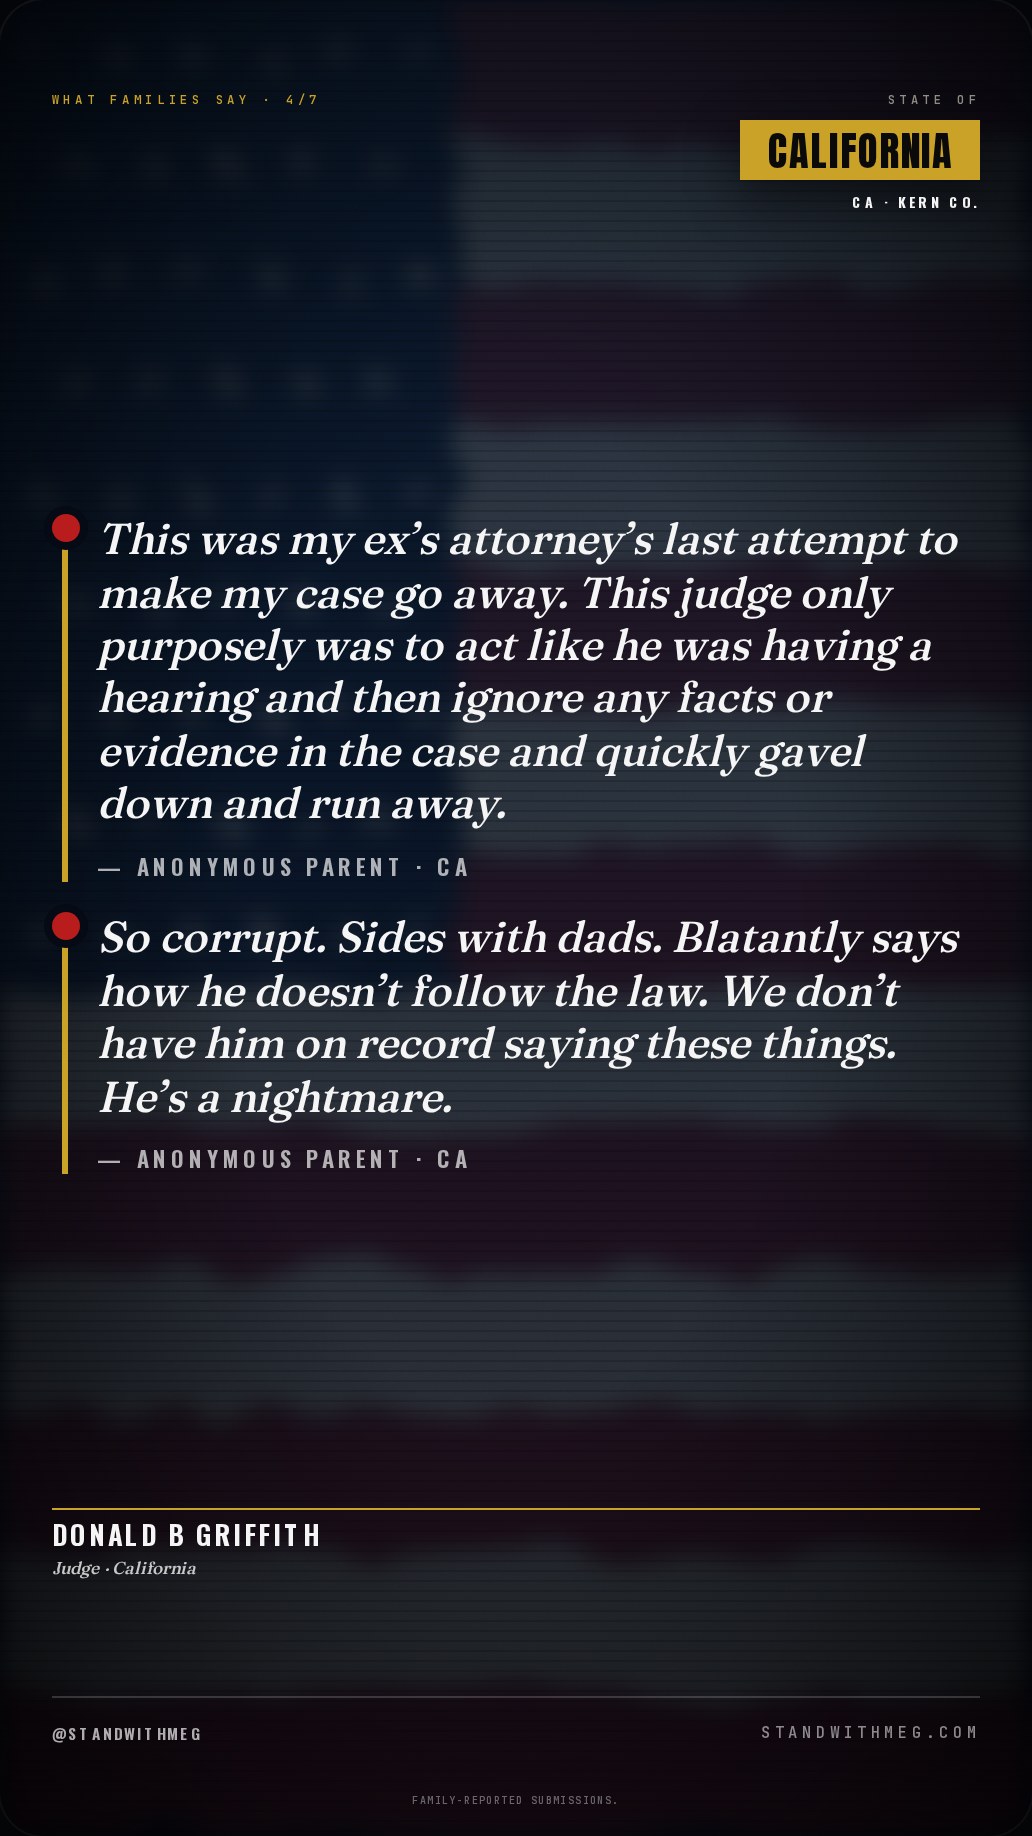 WHAT FAMILIES SAY · 4/7
STATE OF
CALIFORNIA
CA · KERN CO.
This was my ex’s attorney’s last attempt to
make my case go away. This judge only
purposely was to act like he was having a
hearing and then ignore any facts or
evidence in the case and quickly gavel
down and run away.
— ANONYMOUS PARENT · CA
So corrupt. Sides with dads. Blatantly says
how he doesn’t follow the law. We don’t
have him on record saying these things.
He’s a nightmare.
— ANONYMOUS PARENT · CA
DONALD B GRIFFITH
Judge · California
@STANDWITHMEG
STANDWITHMEG.COM
FAMILY-REPORTED SUBMISSIONS.